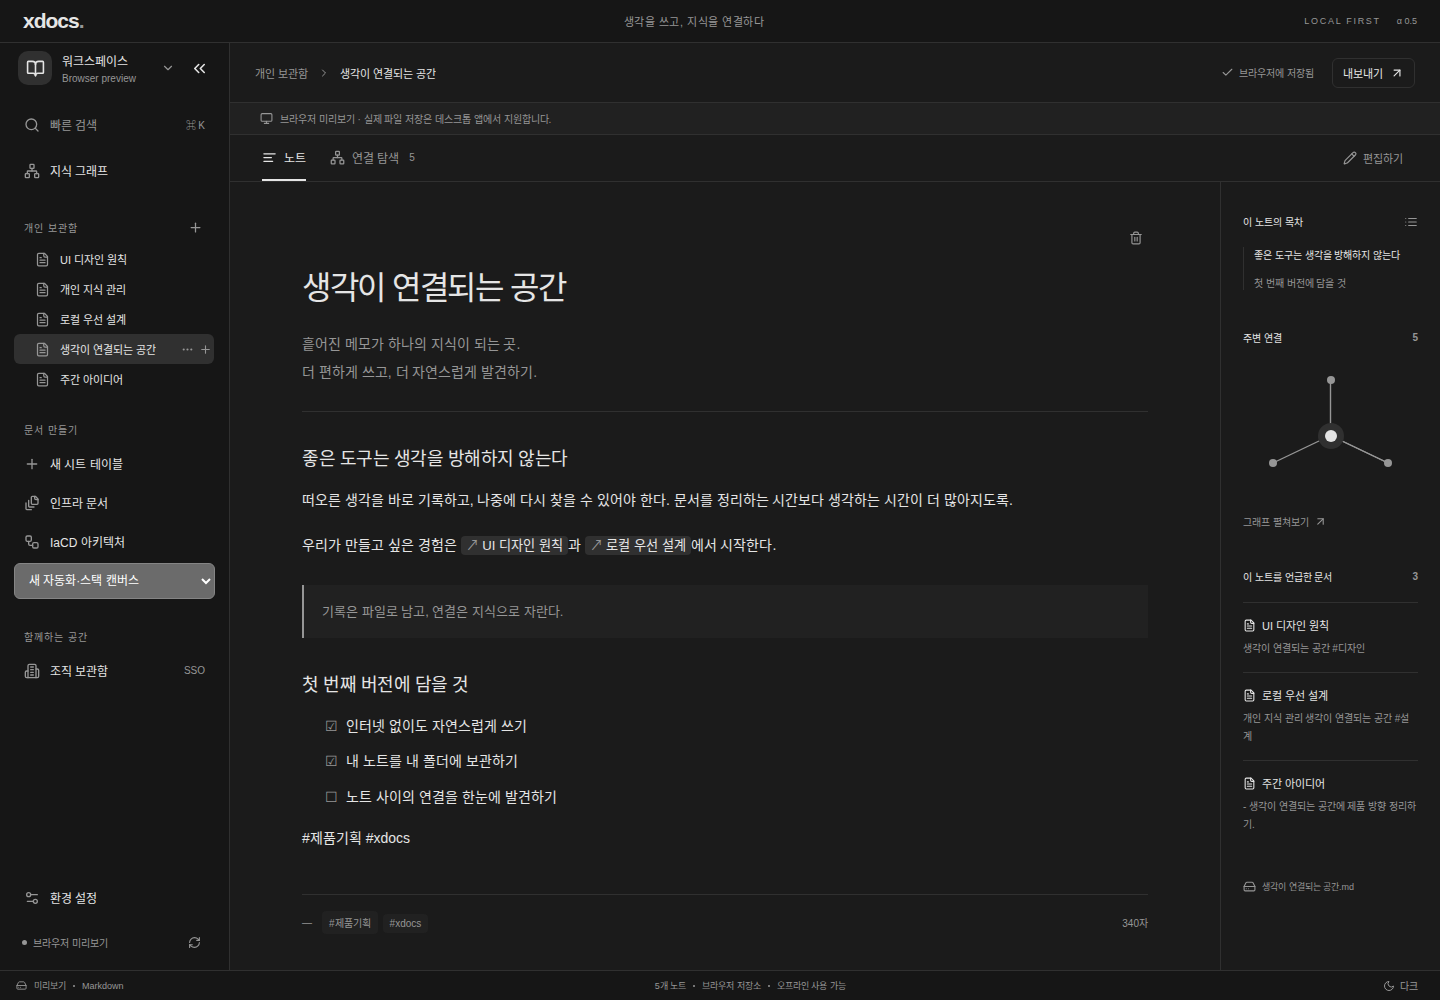 xdocs.
생각을 쓰고, 지식을 연결하다
LOCAL FIRST α 0.5
워크스페이스
Browser preview
빠른 검색 ⌘K
지식 그래프
개인 보관함
UI 디자인 원칙
개인 지식 관리
로컬 우선 설계
생각이 연결되는 공간
주간 아이디어
문서 만들기
새 시트 테이블
인프라 문서
IaCD 아키텍처
새 자동화·스택 캔버스
함께하는 공간
조직 보관함 SSO
환경 설정
브라우저 미리보기
개인 보관함 > 생각이 연결되는 공간
브라우저에 저장됨
내보내기
브라우저 미리보기 · 실제 파일 저장은 데스크톱 앱에서 지원합니다.
노트 연결 탐색 5
편집하기
생각이 연결되는 공간
흩어진 메모가 하나의 지식이 되는 곳.
더 편하게 쓰고, 더 자연스럽게 발견하기.
좋은 도구는 생각을 방해하지 않는다
떠오른 생각을 바로 기록하고, 나중에 다시 찾을 수 있어야 한다. 문서를 정리하는 시간보다 생각하는 시간이 더 많아지도록.
우리가 만들고 싶은 경험은 ↗ UI 디자인 원칙과 ↗ 로컬 우선 설계에서 시작한다.
기록은 파일로 남고, 연결은 지식으로 자란다.
첫 번째 버전에 담을 것
☑ 인터넷 없이도 자연스럽게 쓰기
☑ 내 노트를 내 폴더에 보관하기
☐ 노트 사이의 연결을 한눈에 발견하기
#제품기획 #xdocs
— #제품기획 #xdocs
340자
이 노트의 목차
좋은 도구는 생각을 방해하지 않는다
첫 번째 버전에 담을 것
주변 연결 5
그래프 펼쳐보기
이 노트를 언급한 문서 3
UI 디자인 원칙
생각이 연결되는 공간 #디자인
로컬 우선 설계
개인 지식 관리 생각이 연결되는 공간 #설
계
주간 아이디어
- 생각이 연결되는 공간에 제품 방향 정리하
기.
생각이 연결되는 공간.md
미리보기 · Markdown
5개 노트 · 브라우저 저장소 · 오프라인 사용 가능
다크